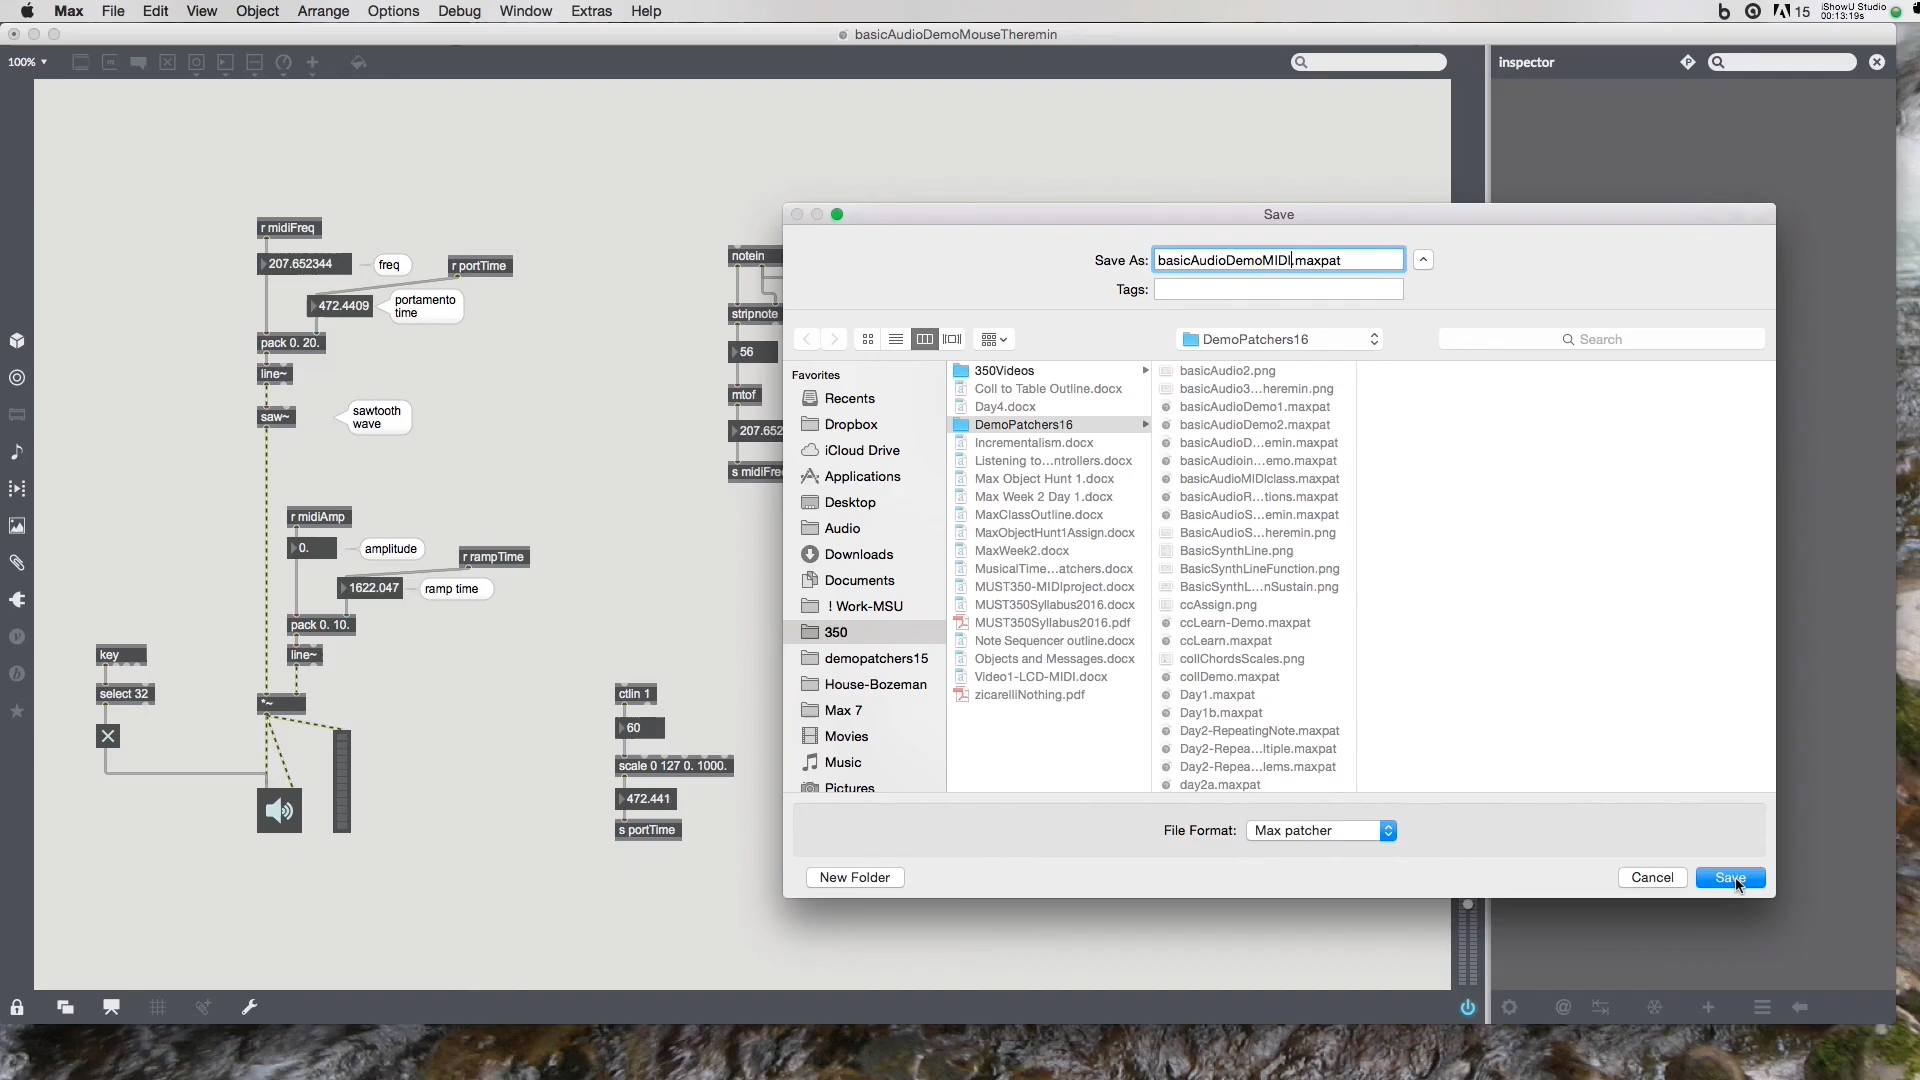 Max File Edit View Object Arrange Options Debug Window Extras Help
15
iShowU Studio
00:13:19s
basicAudioDemoMouseTheremin
100%
inspector
r midiFreq
207.652344
freq
r portTime
472.4409
portamento
time
pack 0. 20.
line~
saw~
sawtooth
wave
r midiAmp
0.
amplitude
r rampTime
1622.047
ramp time
pack 0. 10.
line~
key
select 32
*~
notein
stripnote
56
mtof
207.652
s midiFre
ctlin 1
60
scale 0 127 0. 1000.
472.441
s portTime
Save
Save As: basicAudioDemoMIDI.maxpat
Tags:
DemoPatchers16
Search
Favorites
Recents
Dropbox
iCloud Drive
Applications
Desktop
Audio
Downloads
Documents
! Work-MSU
350
demopatchers15
House-Bozeman
Max 7
Movies
Music
Pictures
350Videos
Coll to Table Outline.docx
Day4.docx
DemoPatchers16
Incrementalism.docx
Listening to...ntrollers.docx
Max Object Hunt 1.docx
Max Week 2 Day 1.docx
MaxClassOutline.docx
MaxObjectHunt1Assign.docx
MaxWeek2.docx
MusicalTime...atchers.docx
MUST350-MIDIproject.docx
MUST350Syllabus2016.docx
MUST350Syllabus2016.pdf
Note Sequencer outline.docx
Objects and Messages.docx
Video1-LCD-MIDI.docx
zicarelliNothing.pdf
basicAudio2.png
basicAudio3...heremin.png
basicAudioDemo1.maxpat
basicAudioDemo2.maxpat
basicAudioD...emin.maxpat
basicAudioin...emo.maxpat
basicAudioMIDIclass.maxpat
basicAudioR...tions.maxpat
BasicAudioS...emin.maxpat
BasicAudioS...heremin.png
BasicSynthLine.png
BasicSynthLineFunction.png
BasicSynthL...nSustain.png
ccAssign.png
ccLearn-Demo.maxpat
ccLearn.maxpat
collChordsScales.png
collDemo.maxpat
Day1.maxpat
Day1b.maxpat
Day2-RepeatingNote.maxpat
Day2-Repea...ltiple.maxpat
Day2-Repea...lems.maxpat
day2a.maxpat
File Format: Max patcher
New Folder
Cancel
Save